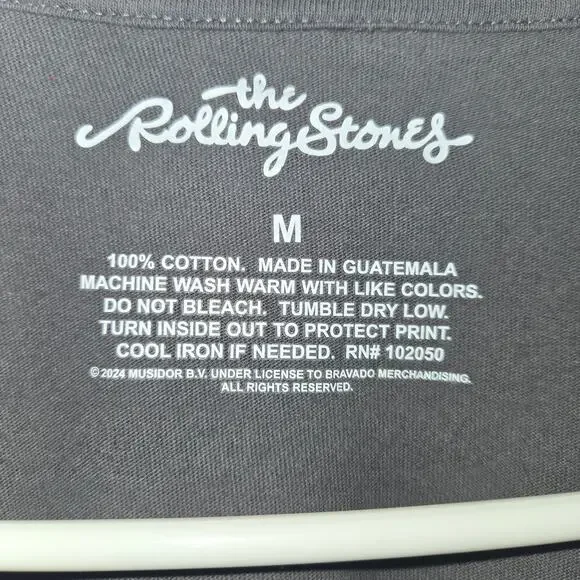 the
Rolling Stones
M
100% COTTON. MADE IN GUATEMALA
MACHINE WASH WARM WITH LIKE COLORS.
DO NOT BLEACH. TUMBLE DRY LOW.
TURN INSIDE OUT TO PROTECT PRINT.
COOL IRON IF NEEDED. RN# 102050
©2024 MUSIDOR B.V. UNDER LICENSE TO BRAVADO MERCHANDISING.
ALL RIGHTS RESERVED.